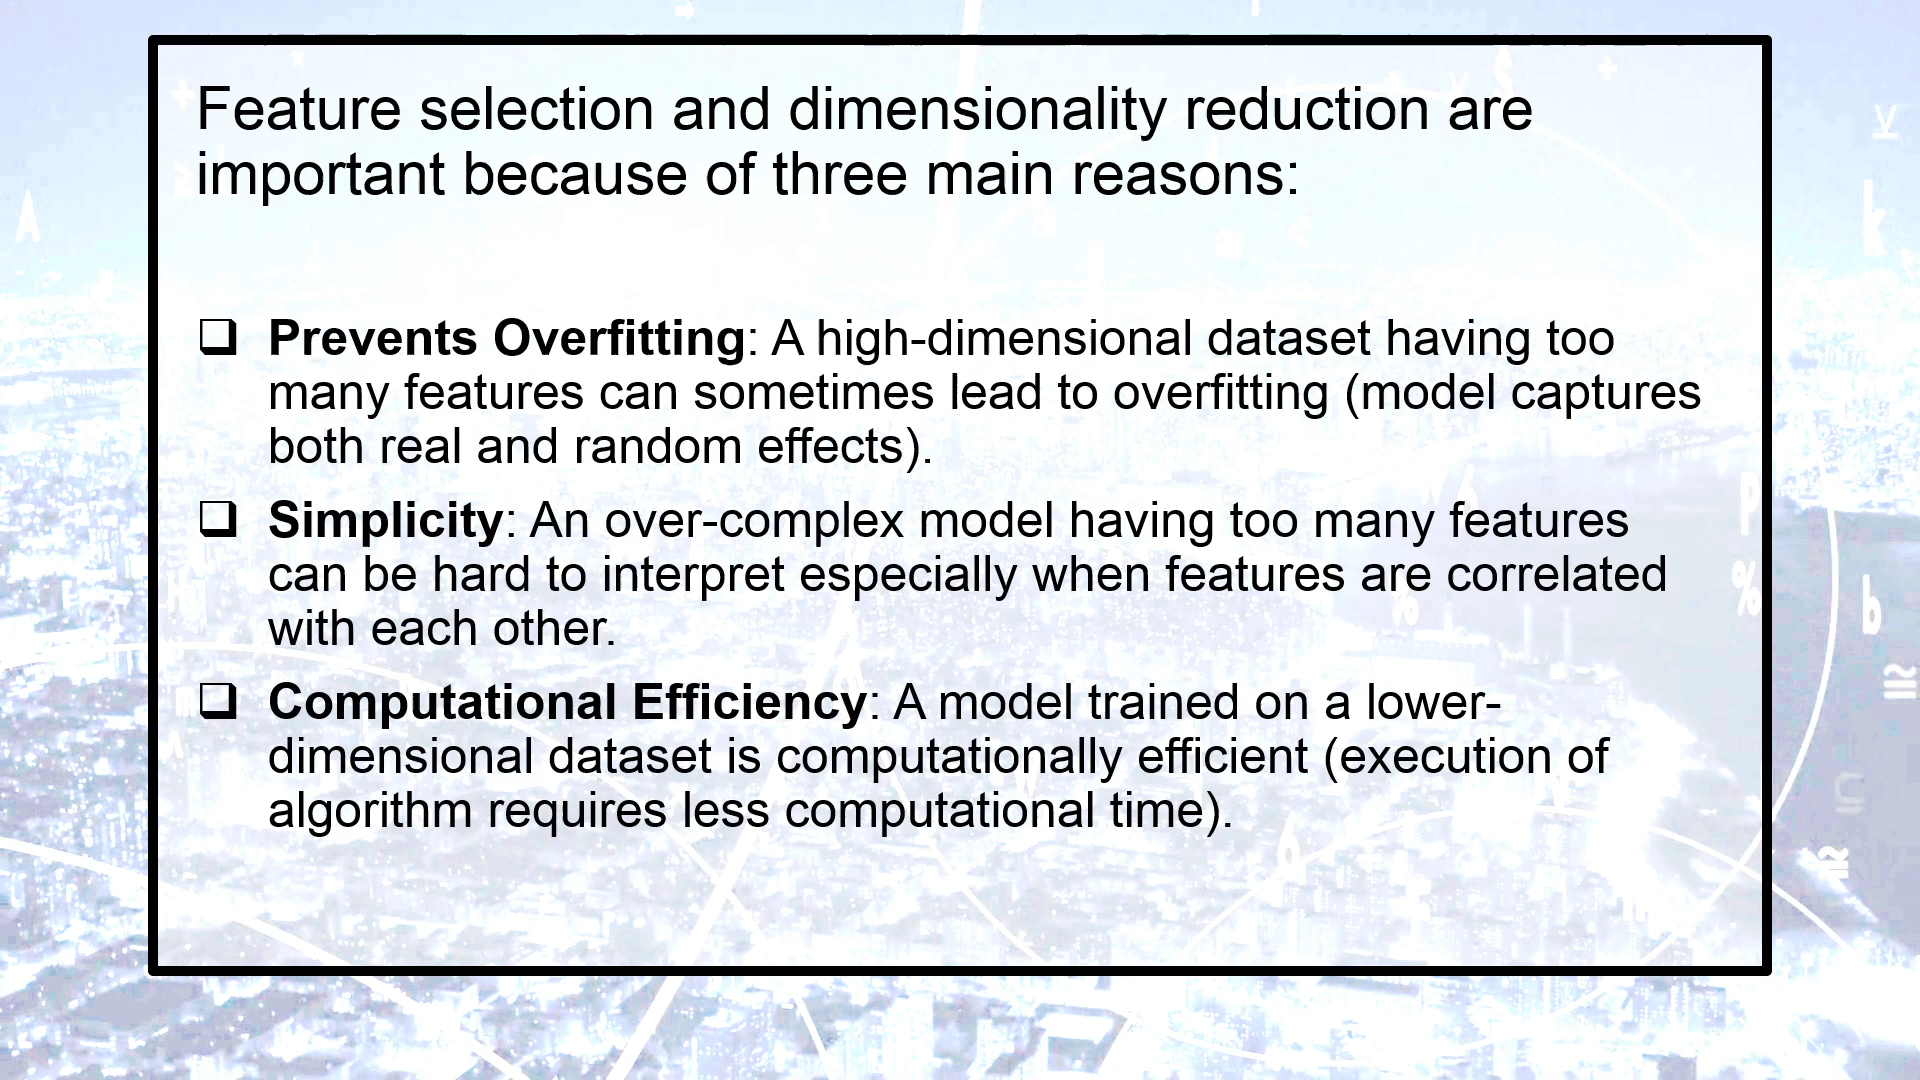 Feature selection and dimensionality reduction are
important because of three main reasons:
❑ Prevents Overfitting: A high-dimensional dataset having too
many features can sometimes lead to overfitting (model captures
both real and random effects).
❑ Simplicity: An over-complex model having too many features
can be hard to interpret especially when features are correlated
with each other.
❑ Computational Efficiency: A model trained on a lower-
dimensional dataset is computationally efficient (execution of
algorithm requires less computational time).